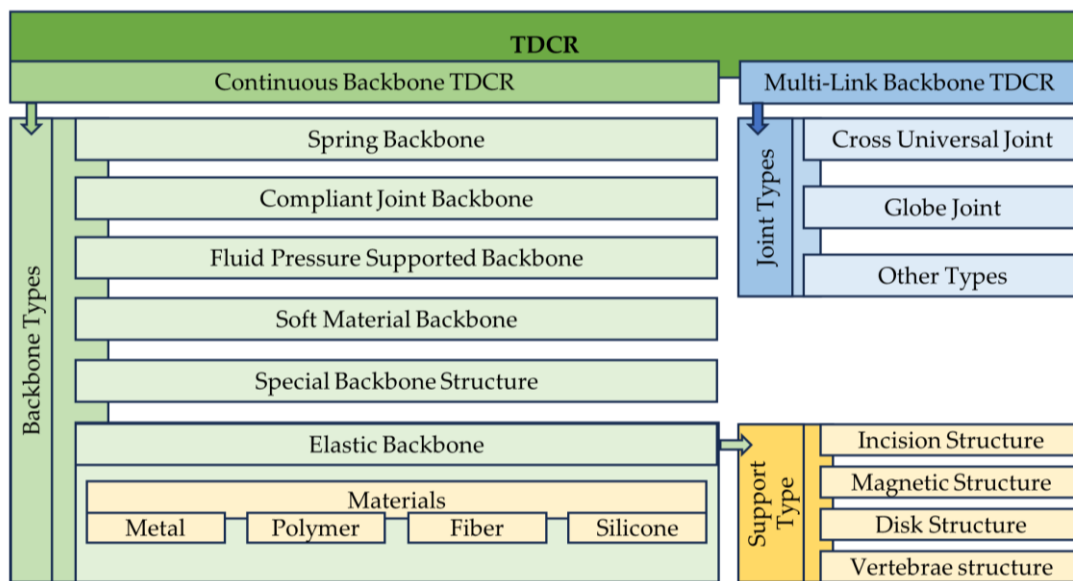 TDCR
Continuous Backbone TDCR
Multi-Link Backbone TDCR
Backbone Types
Spring Backbone
Compliant Joint Backbone
Fluid Pressure Supported Backbone
Soft Material Backbone
Special Backbone Structure
Elastic Backbone
Materials
Metal
Polymer
Fiber
Silicone
Joint Types
Cross Universal Joint
Globe Joint
Other Types
Support
Type
Incision Structure
Magnetic Structure
Disk Structure
Vertebrae structure